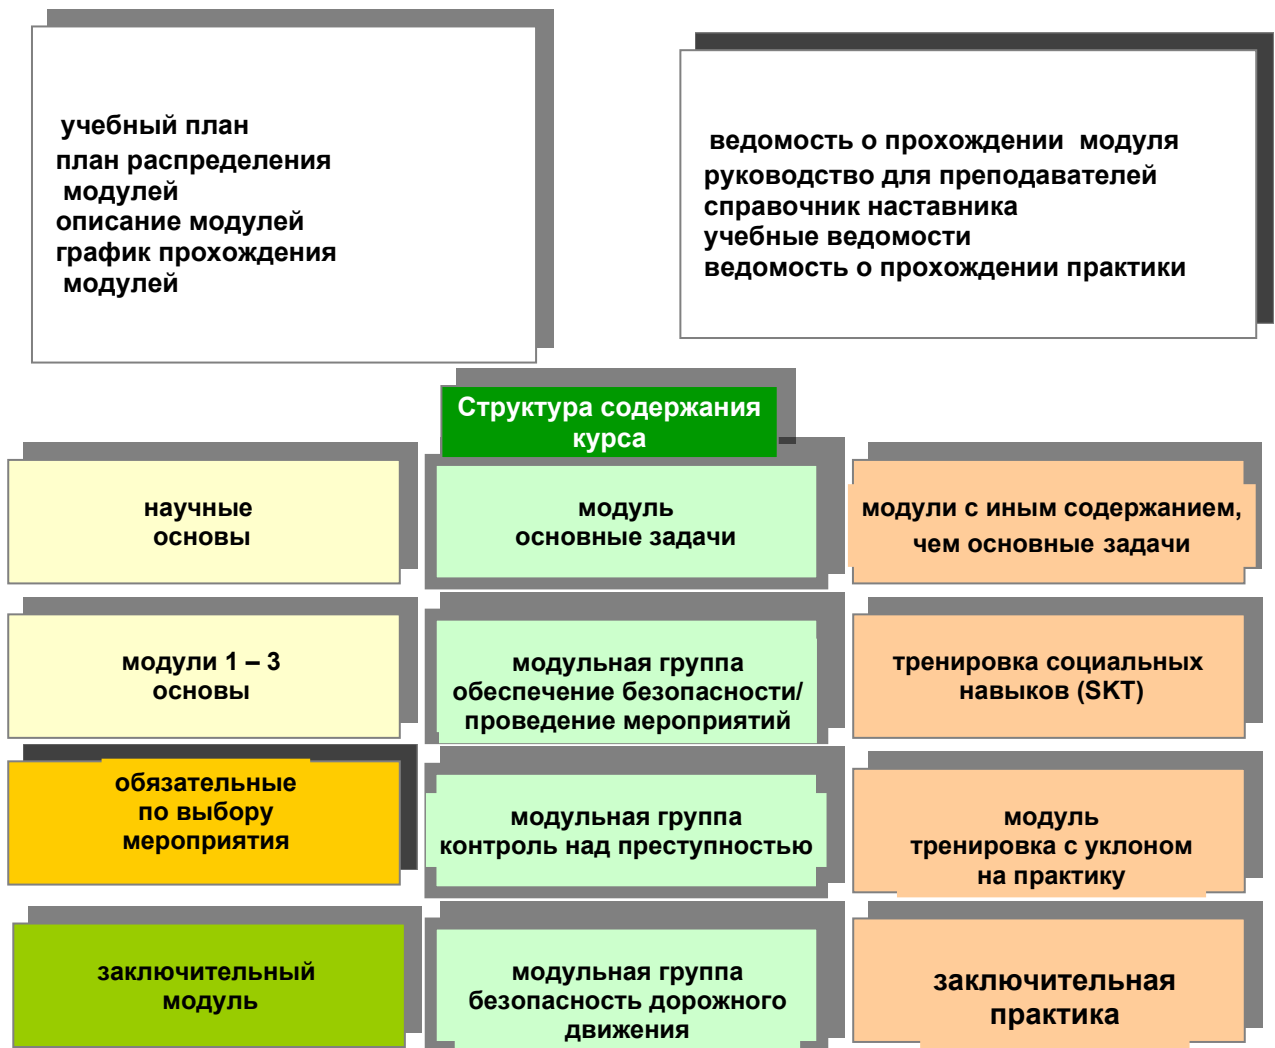 учебный план
план распределения
модулей
описание модулей
график прохождения
модулей
ведомость о прохождении модуля
руководство для преподавателей
справочник наставника
учебные ведомости
ведомость о прохождении практики
Структура содержания
курса
научные
основы
модуль
основные задачи
модули с иным содержанием,
чем основные задачи
модули 1 – 3
основы
модульная группа
обеспечение безопасности/
проведение мероприятий
тренировка социальных
навыков (SKT)
обязательные
по выбору
мероприятия
модульная группа
контроль над преступностью
модуль
тренировка с уклоном
на практику
заключительный
модуль
модульная группа
безопасность дорожного
движения
заключительная
практика